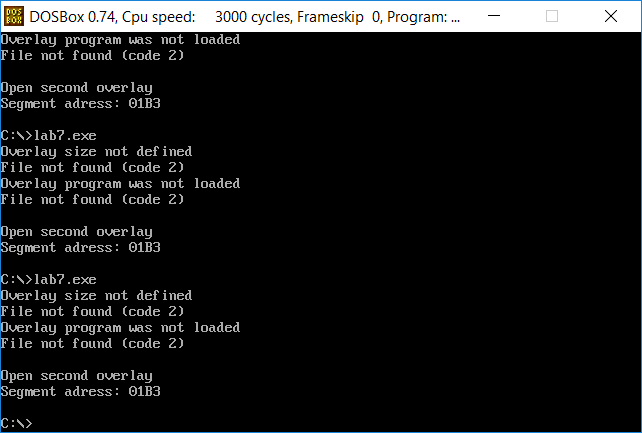 DOSBox 0.74, Cpu speed: 3000 cycles, Frameskip 0, Program: ...
Overlay program was not loaded
File not found (code 2)
Open second overlay
Segment adress: 01B3
C:\>lab7.exe
Overlay size not defined
File not found (code 2)
Overlay program was not loaded
File not found (code 2)
Open second overlay
Segment adress: 01B3
C:\>lab7.exe
Overlay size not defined
File not found (code 2)
Overlay program was not loaded
File not found (code 2)
Open second overlay
Segment adress: 01B3
C:\>